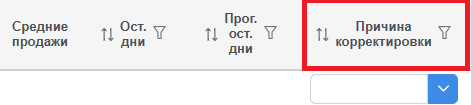 Средние
продажи
Ост.
дни
Прог.
ост.
дни
Причина
корректировки